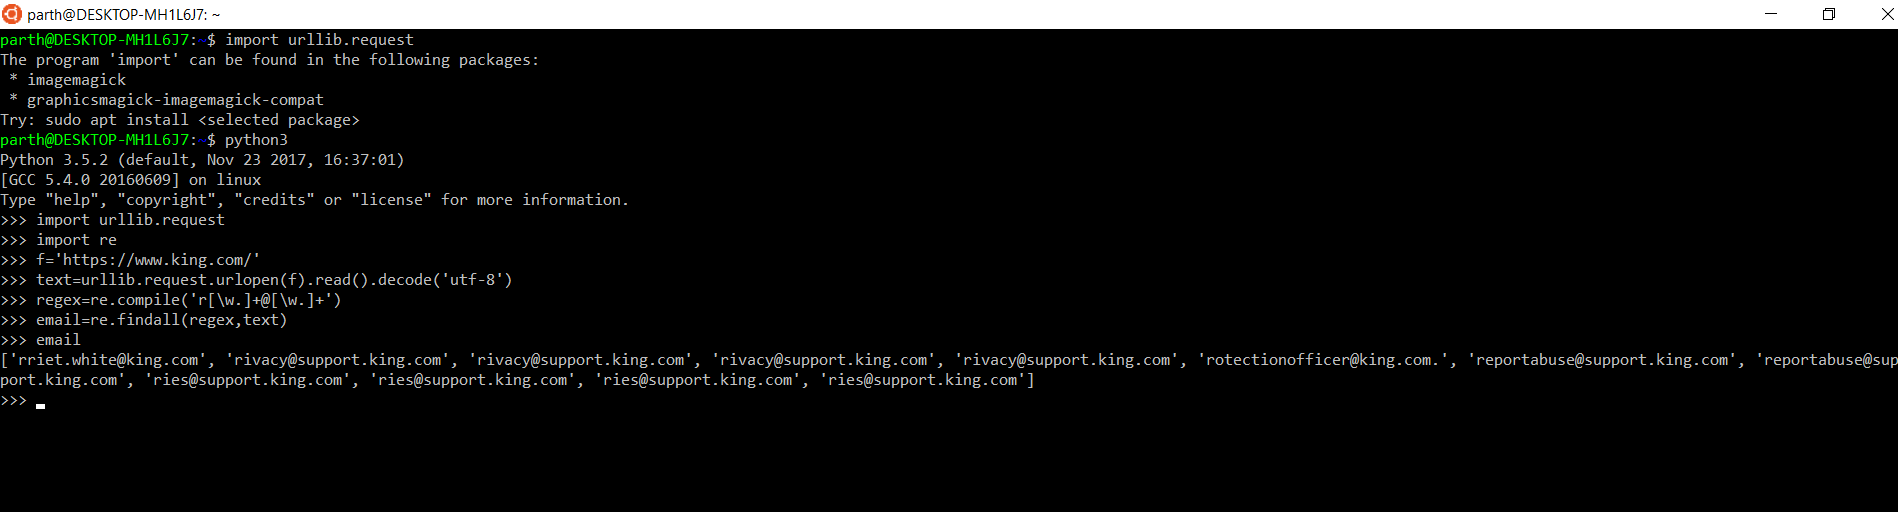 parth@DESKTOP-MH1L6J7: ~
parth@DESKTOP-MH1L6J7:~$ import urllib.request
The program 'import' can be found in the following packages:
 * imagemagick
 * graphicsmagick-imagemagick-compat
Try: sudo apt install <selected package>
parth@DESKTOP-MH1L6J7:~$ python3
Python 3.5.2 (default, Nov 23 2017, 16:37:01)
[GCC 5.4.0 20160609] on linux
Type "help", "copyright", "credits" or "license" for more information.
>>> import urllib.request
>>> import re
>>> f='https://www.king.com/'
>>> text=urllib.request.urlopen(f).read().decode('utf-8')
>>> regex=re.compile('r[\w.]+@[\w.]+')
>>> email=re.findall(regex,text)
>>> email
['rriet.white@king.com', 'rivacy@support.king.com', 'rivacy@support.king.com', 'rivacy@support.king.com', 'rivacy@support.king.com', 'rotectionofficer@king.com.', 'reportabuse@support.king.com', 'reportabuse@sup
port.king.com', 'ries@support.king.com', 'ries@support.king.com', 'ries@support.king.com', 'ries@support.king.com']
>>>